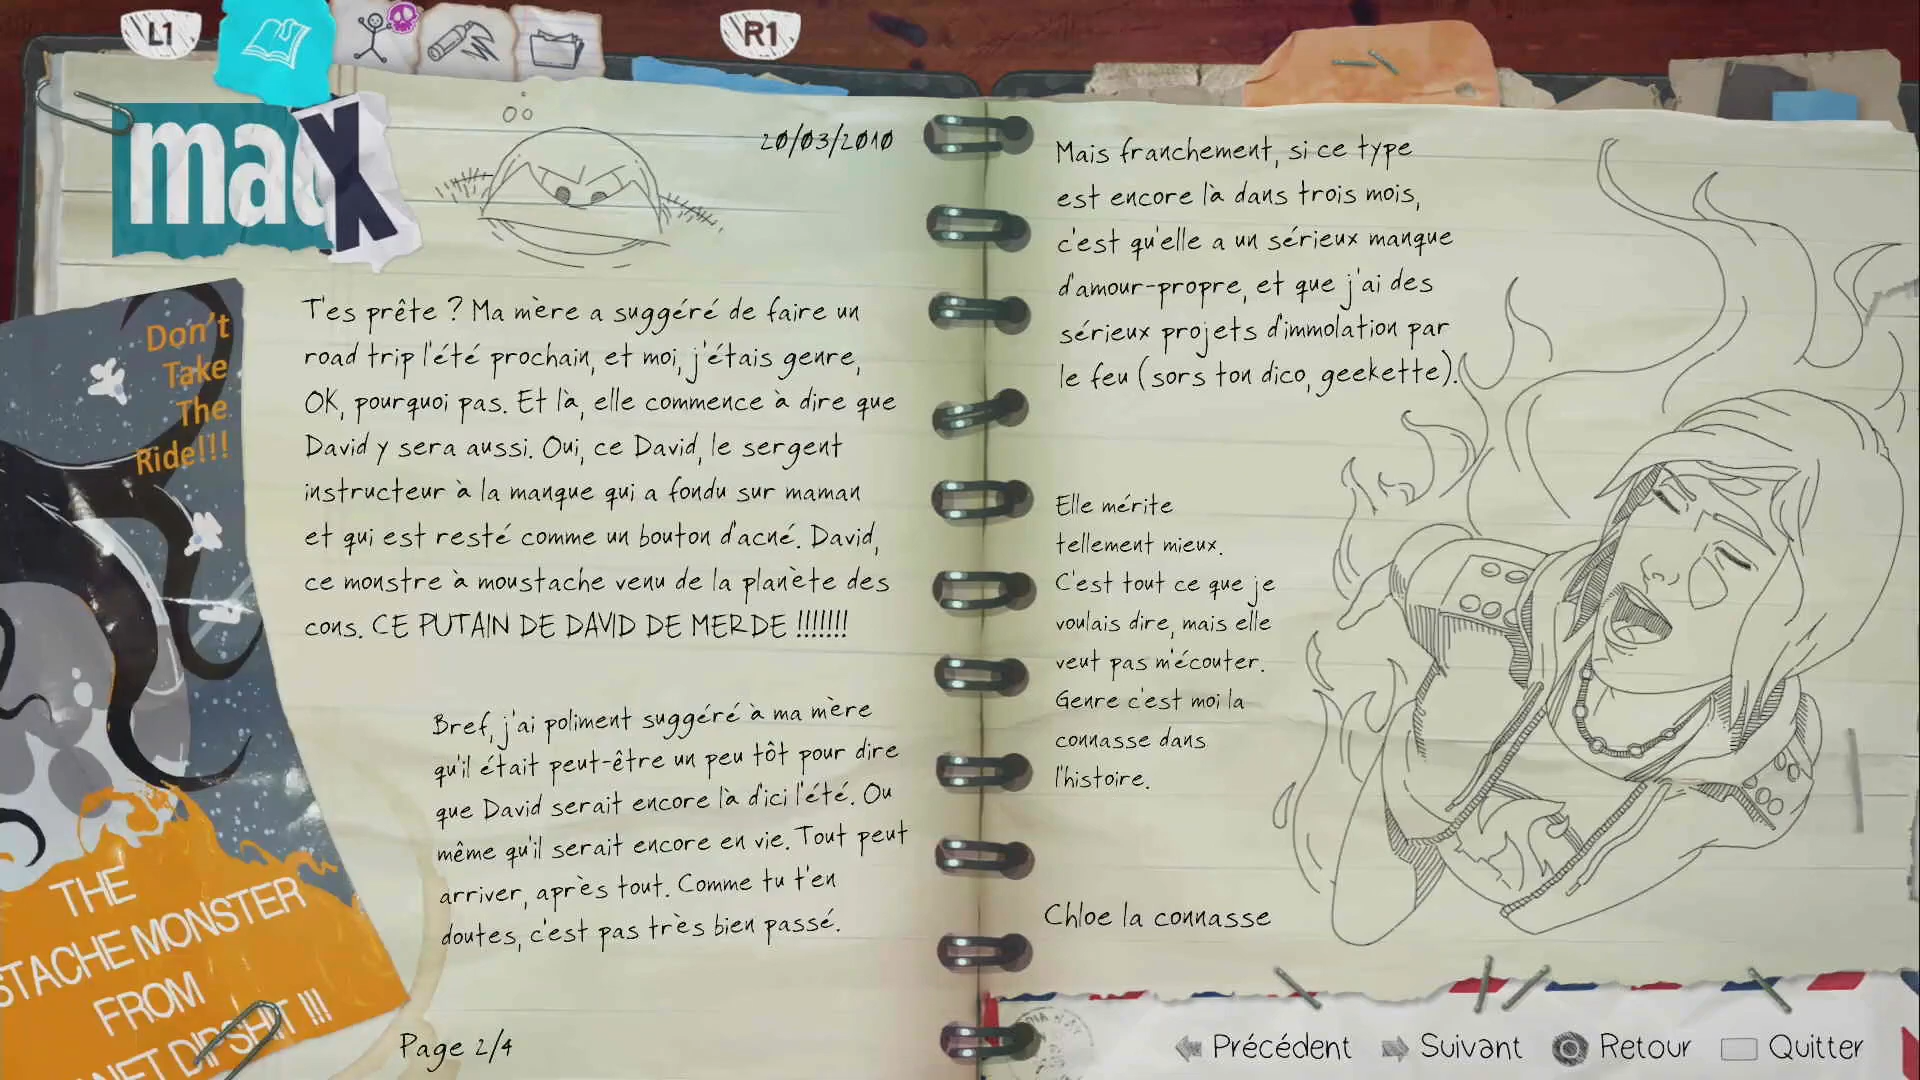 L1
R1
madX
20/03/2010
T'es prête ? Ma mère a suggéré de faire un
road trip l'été prochain, et moi, j'étais genre,
OK, pourquoi pas. Et là, elle commence à dire que
David y sera aussi. Oui, ce David, le sergent
instructeur à la manque qui a fondu sur maman
et qui est resté comme un bouton d'acné. David,
ce monstre à moustache venu de la planète des
cons. CE PUTAIN DE DAVID DE MERDE !!!!!!!
Bref, j'ai poliment suggéré à ma mère
qu'il était peut-être un peu tôt pour dire
que David serait encore là d'ici l'été. Ou
même qu'il serait encore en vie. Tout peut
arriver, après tout. Comme tu t'en
doutes, c'est pas très bien passé.
Don't
Take
The
Ride!!!
THE
STACHE MONSTER
FROM
NET DIPSHIT !!!
Page 2/4
Mais franchement, si ce type
est encore là dans trois mois,
c'est qu'elle a un sérieux manque
d'amour-propre, et que j'ai des
sérieux projets d'immolation par
le feu (sors ton dico, geekette).
Elle mérite
tellement mieux.
C'est tout ce que je
voulais dire, mais elle
veut pas m'écouter.
Genre c'est moi la
connasse dans
l'histoire.
Chloe la connasse
Précédent
Suivant
Retour
Quitter